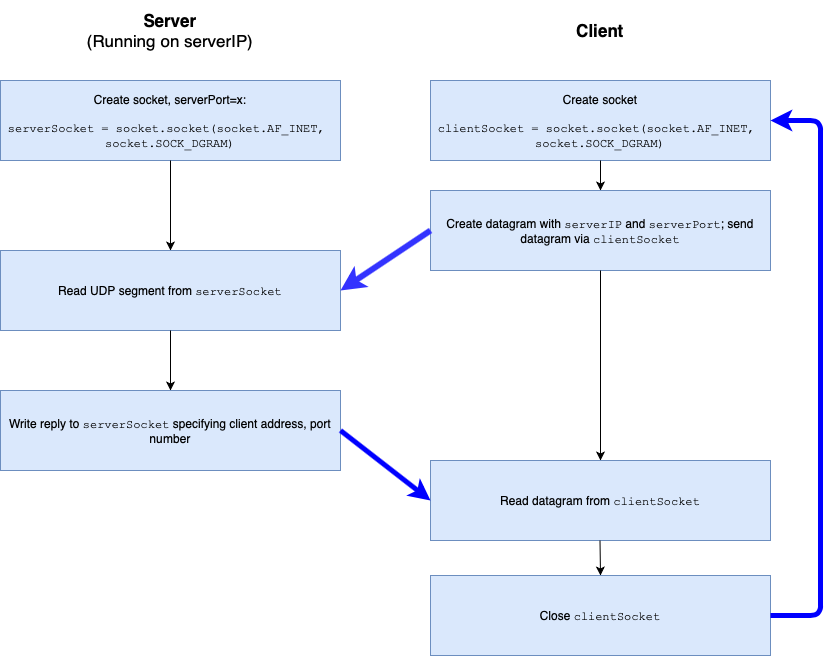 Server
(Running on serverIP)
Client
Create socket, serverPort=x:
serverSocket = socket.socket(socket.AF_INET,
socket.SOCK_DGRAM)
Create socket
clientSocket = socket.socket(socket.AF_INET,
socket.SOCK_DGRAM)
Create datagram with serverIP and serverPort; send
datagram via clientSocket
Read UDP segment from serverSocket
Write reply to serverSocket specifying client address, port
number
Read datagram from clientSocket
Close clientSocket